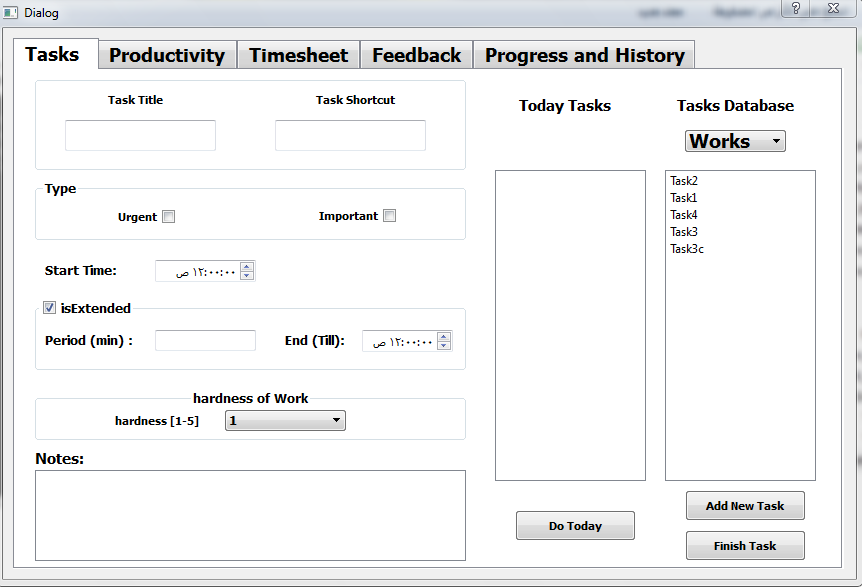 Dialog
Tasks Productivity Timesheet Feedback Progress and History
Task Title Task Shortcut
Type
Urgent Important
Start Time: ١٢:٠٠:٠٠ ص
isExtended
Period (min) : End (Till): ١٢:٠٠:٠٠ ص
hardness of Work
hardness [1-5] 1
Notes:
Today Tasks
Do Today
Tasks Database
Works
Task2
Task1
Task4
Task3
Task3c
Add New Task
Finish Task